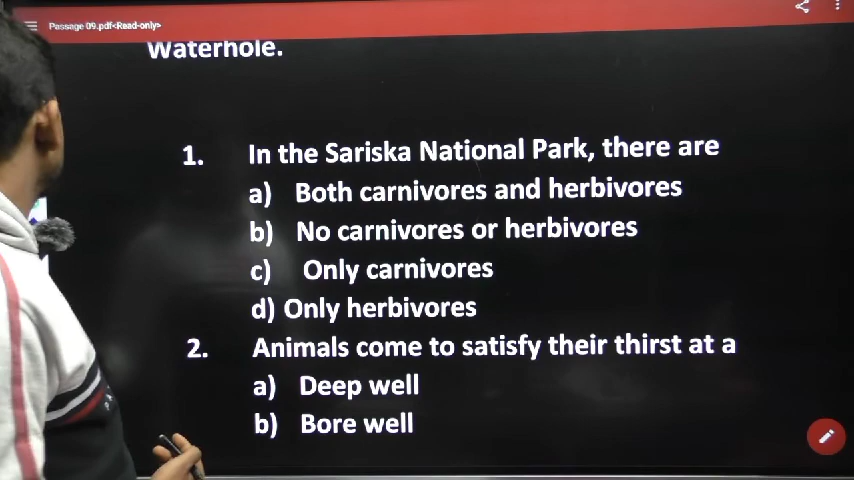 Passage 09.pdf<Read-only>
Waterhole.
1. In the Sariska National Park, there are
a) Both carnivores and herbivores
b) No carnivores or herbivores
c) Only carnivores
d) Only herbivores
2. Animals come to satisfy their thirst at a
a) Deep well
b) Bore well